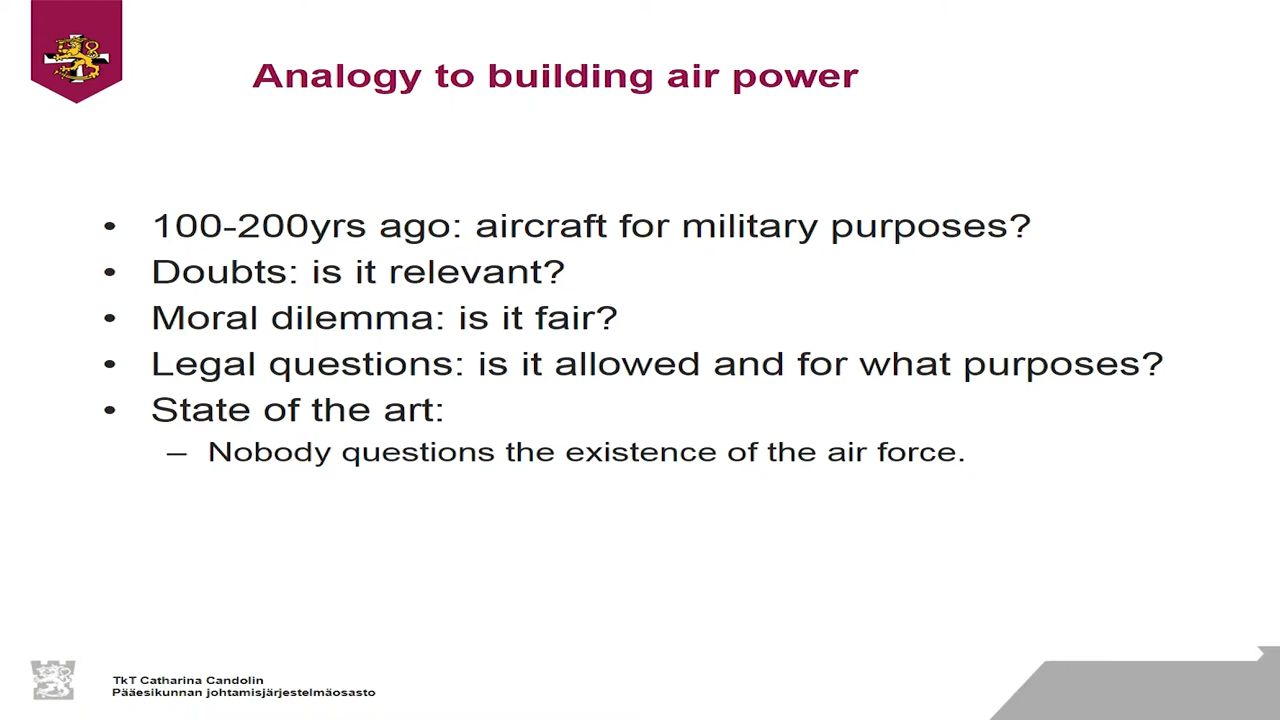 Analogy to building air power
• 100-200yrs ago: aircraft for military purposes?
• Doubts: is it relevant?
• Moral dilemma: is it fair?
• Legal questions: is it allowed and for what purposes?
• State of the art:
– Nobody questions the existence of the air force.
TkT Catharina Candolin
Pääesikunnan johtamisjärjestelmäosasto